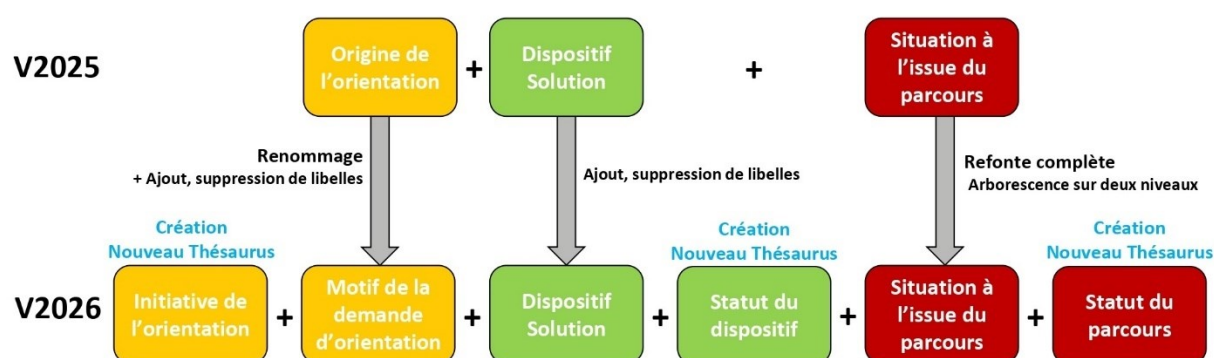 V2025
Origine de
l'orientation
+
Dispositif
Solution
+
Situation à
l'issue du
parcours
Renommage
+ Ajout, suppression de libelles
Ajout, suppression de libelles
Refonte complète
Arborescence sur deux niveaux
Création
Nouveau Thésaurus
Création
Nouveau Thésaurus
Création
Nouveau Thésaurus
V2026
Initiative de
l'orientation
+
Motif de la
demande
d'orientation
+
Dispositif
Solution
+
Statut du
dispositif
+
Situation à
l'issue du
parcours
+
Statut du
parcours